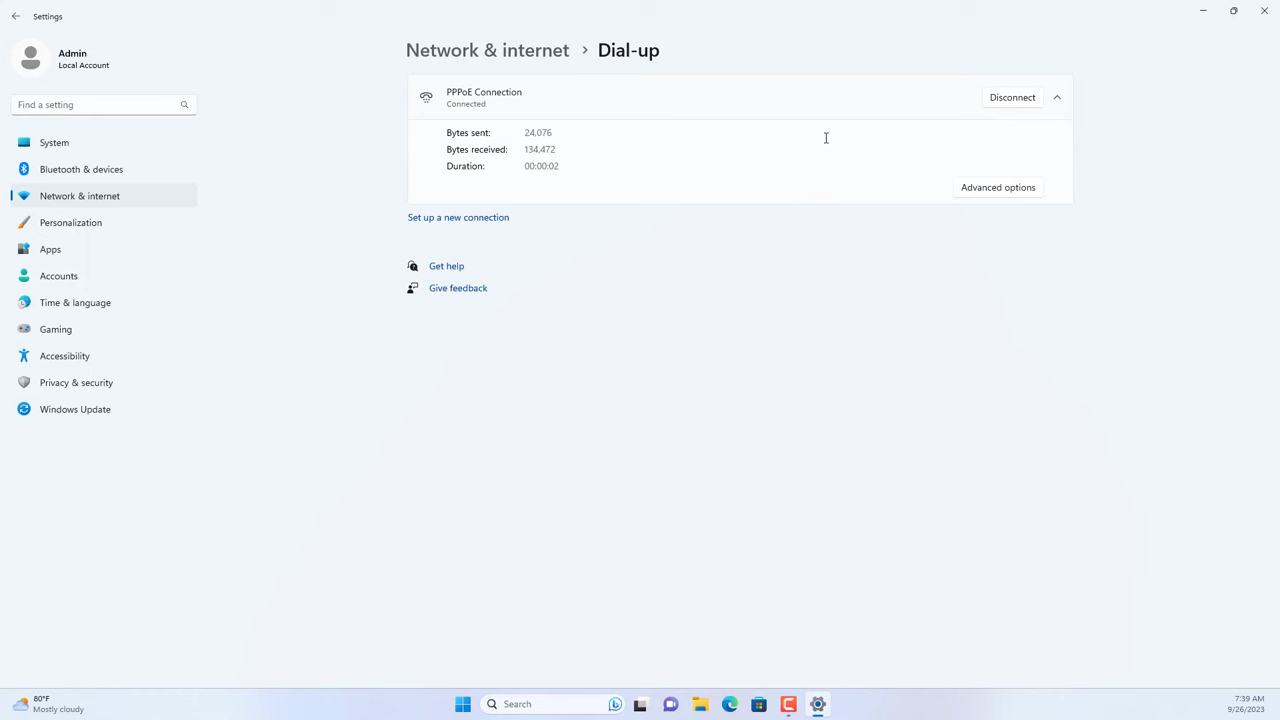 Settings
Admin
Local Account
Find a setting
System
Bluetooth & devices
Network & internet
Personalization
Apps
Accounts
Time & language
Gaming
Accessibility
Privacy & security
Windows Update
Network & internet > Dial-up
PPPoE Connection
Connected
Disconnect
Bytes sent: 24,076
Bytes received: 134,472
Duration: 00:00:02
Advanced options
Set up a new connection
Get help
Give feedback
80°F
Mostly cloudy
Search
7:39 AM
9/26/2023